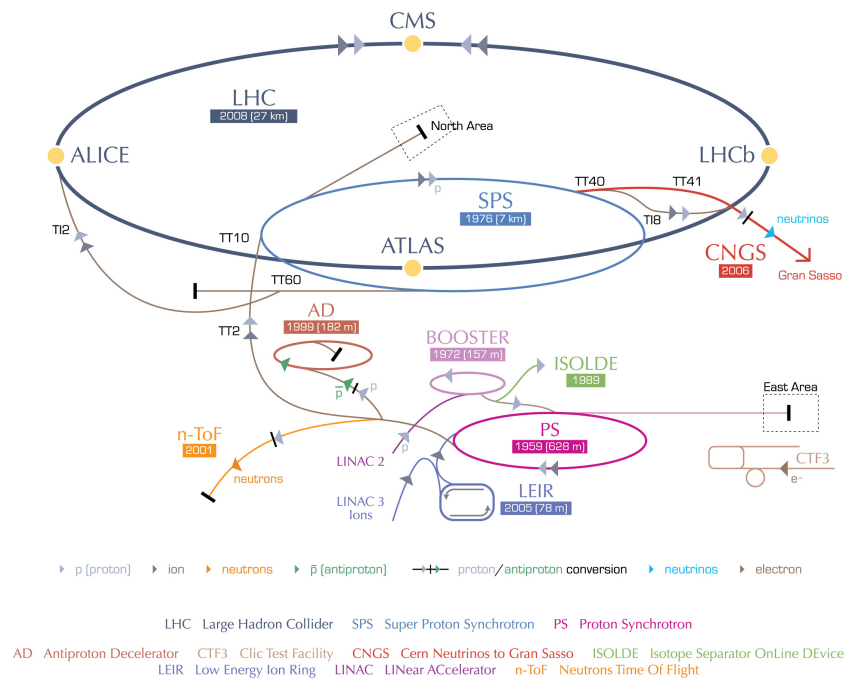 CMS
LHC
2008 (27 km)
North Area
ALICE
LHCb
TT40
TT41
SPS
1976 (7 km)
p
TI8
neutrinos
TI2
TT10
ATLAS
CNGS
2006
Gran Sasso
TT60
AD
1999 (182 m)
TT2
BOOSTER
1972 (157 m)
ISOLDE
1989
p̅
p
East Area
n-ToF
2001
PS
1959 (628 m)
p
LINAC 2
neutrons
CTF3
e-
LINAC 3
Ions
LEIR
2005 (78 m)
p (proton)
ion
neutrons
p̅ (antiproton)
proton/antiproton conversion
neutrinos
electron
LHC Large Hadron Collider SPS Super Proton Synchrotron PS Proton Synchrotron
AD Antiproton Decelerator CTF3 Clic Test Facility CNGS Cern Neutrinos to Gran Sasso ISOLDE Isotope Separator OnLine DEvice
LEIR Low Energy Ion Ring LINAC LINear ACcelerator n-ToF Neutrons Time Of Flight